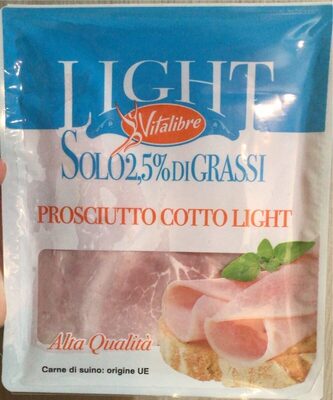 LIGHT
Vitalibre
SOLO 2,5% DI GRASSI
PROSCIUTTO COTTO LIGHT
Alta Qualità
Carne di suino: origine UE